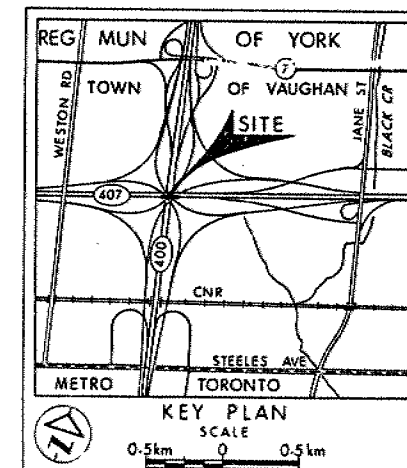 REG MUN OF YORK
7
TOWN OF VAUGHAN
WESTON RD
SITE
JANE ST
BLACK CR
407
400
CNR
STEELES AVE
METRO TORONTO
KEY PLAN
SCALE
N
0.5km 0 0.5km